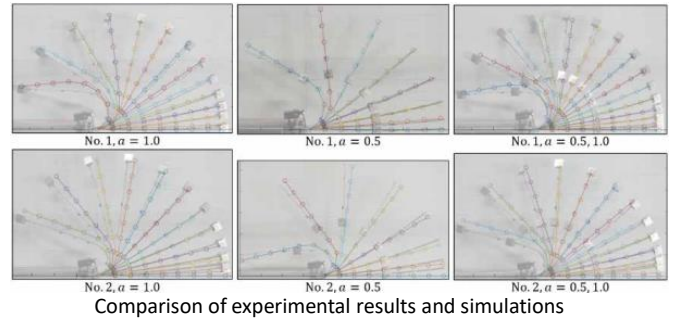 No. 1, a = 1.0
No. 1, a = 0.5
No. 1, a = 0.5, 1.0
No. 2, a = 1.0
No. 2, a = 0.5
No. 2, a = 0.5, 1.0
Comparison of experimental results and simulations